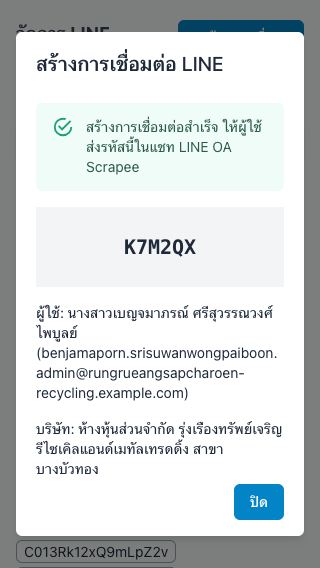 สร้างการเชื่อมต่อ LINE
สร้างการเชื่อมต่อสำเร็จ ให้ผู้ใช้
ส่งรหัสนี้ในแชท LINE OA
Scrapee
K7M2QX
ผู้ใช้: นางสาวเบญจมาภรณ์ ศรีสุวรรณวงศ์
ไพบูลย์
(benjamaporn.srisuwanwongpaiboon.
admin@rungrueangsapcharoen-
recycling.example.com)
บริษัท: ห้างหุ้นส่วนจำกัด รุ่งเรืองทรัพย์เจริญ
รีไซเคิลแอนด์เมทัลเทรดดิ้ง สาขา
บางบัวทอง
ปิด
C013Rk12xQ9mLpZ2v